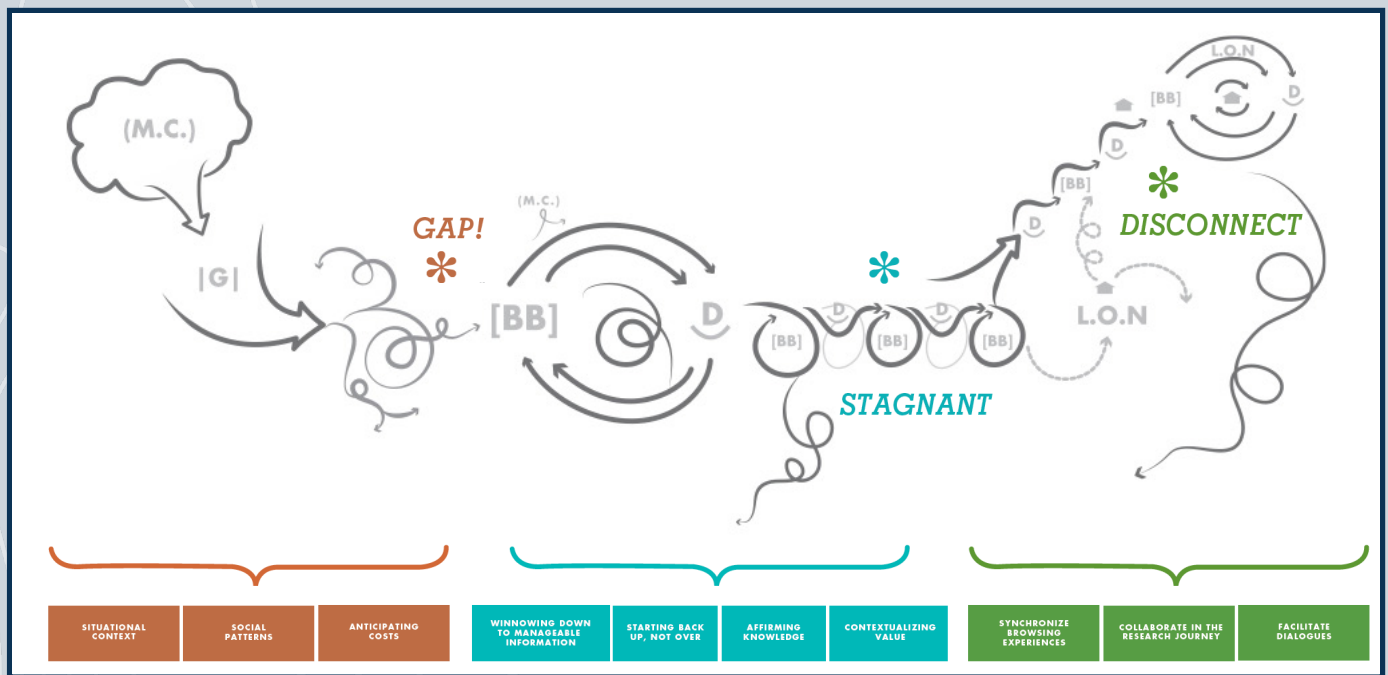 (M.C.)
|G|
GAP!
(M.C.)
[BB]
D
[BB]
D
[BB]
D
[BB]
STAGNANT
D
[BB]
D
[BB]
L.O.N
D
L.O.N
DISCONNECT
SITUATIONAL
CONTEXT
SOCIAL
PATTERNS
ANTICIPATING
COSTS
WINNOWING DOWN
TO MANAGEABLE
INFORMATION
STARTING BACK
UP, NOT OVER
AFFIRMING
KNOWLEDGE
CONTEXTUALIZING
VALUE
SYNCHRONIZE
BROWSING
EXPERIENCES
COLLABORATE IN THE
RESEARCH JOURNEY
FACILITATE
DIALOGUES